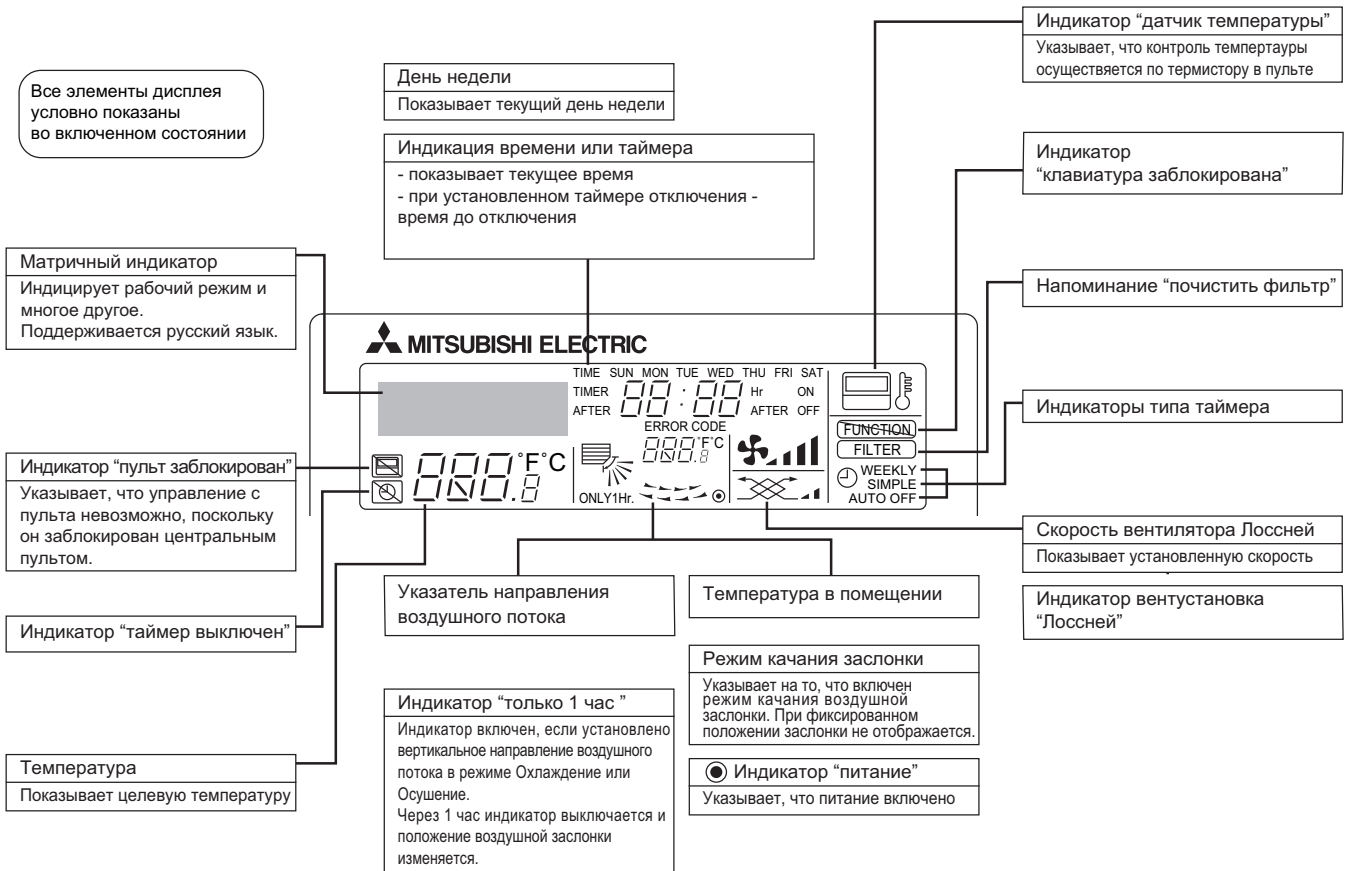 Все элементы дисплея
условно показаны
во включенном состоянии
День недели
Показывает текущий день недели
Индикация времени или таймера
- показывает текущее время
- при установленном таймере отключения -
время до отключения
Индикатор “датчик температуры”
Указывает, что контроль темпертауры
осуществяется по термистору в пульте
Индикатор
“клавиатура заблокирована”
Матричный индикатор
Индицирует рабочий режим и
многое другое.
Поддерживается русский язык.
Напоминание “почистить фильтр”
MITSUBISHI ELECTRIC
TIME SUN MON TUE WED THU FRI SAT
TIMER 88:88 Hr ON
AFTER AFTER OFF
ERROR CODE
FUNCTION
FILTER
888.8 °F°C
888.8 °F°C
ONLY1Hr.
WEEKLY
SIMPLE
AUTO OFF
Индикаторы типа таймера
Индикатор “пульт заблокирован”
Указывает, что управление с
пульта невозможно, поскольку
он заблокирован центральным
пультом.
Скорость вентилятора Лоссней
Показывает установленную скорость
Индикатор вентустановка
“Лоссней”
Индикатор “таймер выключен”
Указатель направления
воздушного потока
Температура в помещении
Режим качания заслонки
Указывает на то, что включен
режим качания воздушной
заслонки. При фиксированном
положении заслонки не отображается.
Индикатор “только 1 час ”
Индикатор включен, если установлено
вертикальное направление воздушного
потока в режиме Охлаждение или
Осушение.
Через 1 час индикатор выключается и
положение воздушной заслонки
изменяется.
Температура
Показывает целевую температуру
Индикатор “питание”
Указывает, что питание включено